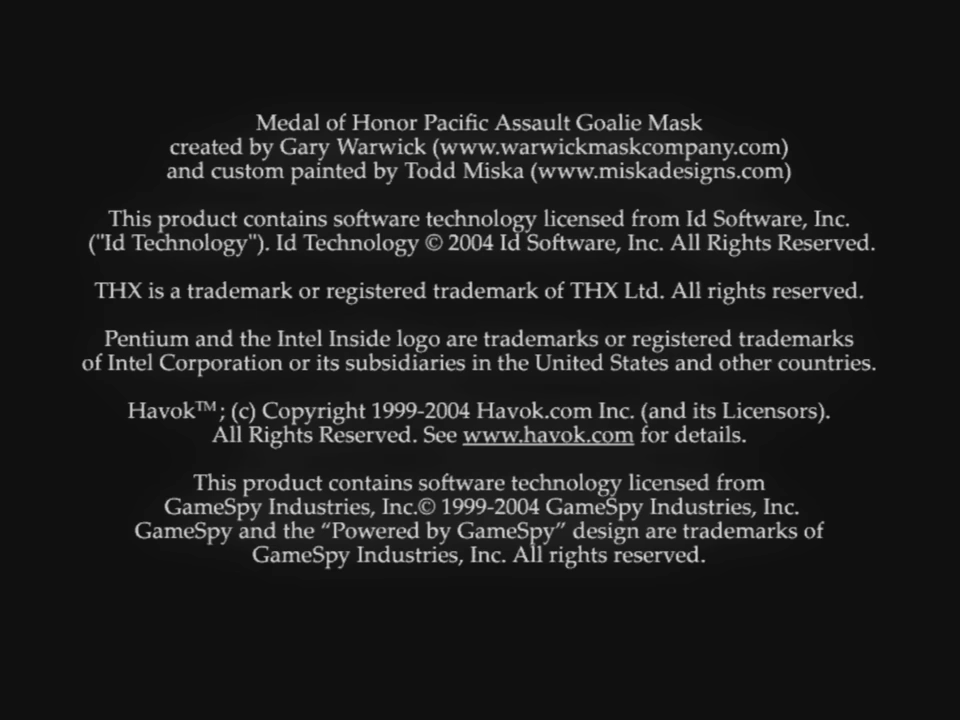 Medal of Honor Pacific Assault Goalie Mask
created by Gary Warwick (www.warwickmaskcompany.com)
and custom painted by Todd Miska (www.miskadesigns.com)
This product contains software technology licensed from Id Software, Inc.
("Id Technology"). Id Technology © 2004 Id Software, Inc. All Rights Reserved.
THX is a trademark or registered trademark of THX Ltd. All rights reserved.
Pentium and the Intel Inside logo are trademarks or registered trademarks
of Intel Corporation or its subsidiaries in the United States and other countries.
Havok™; (c) Copyright 1999-2004 Havok.com Inc. (and its Licensors).
All Rights Reserved. See www.havok.com for details.
This product contains software technology licensed from
GameSpy Industries, Inc.© 1999-2004 GameSpy Industries, Inc.
GameSpy and the “Powered by GameSpy” design are trademarks of
GameSpy Industries, Inc. All rights reserved.